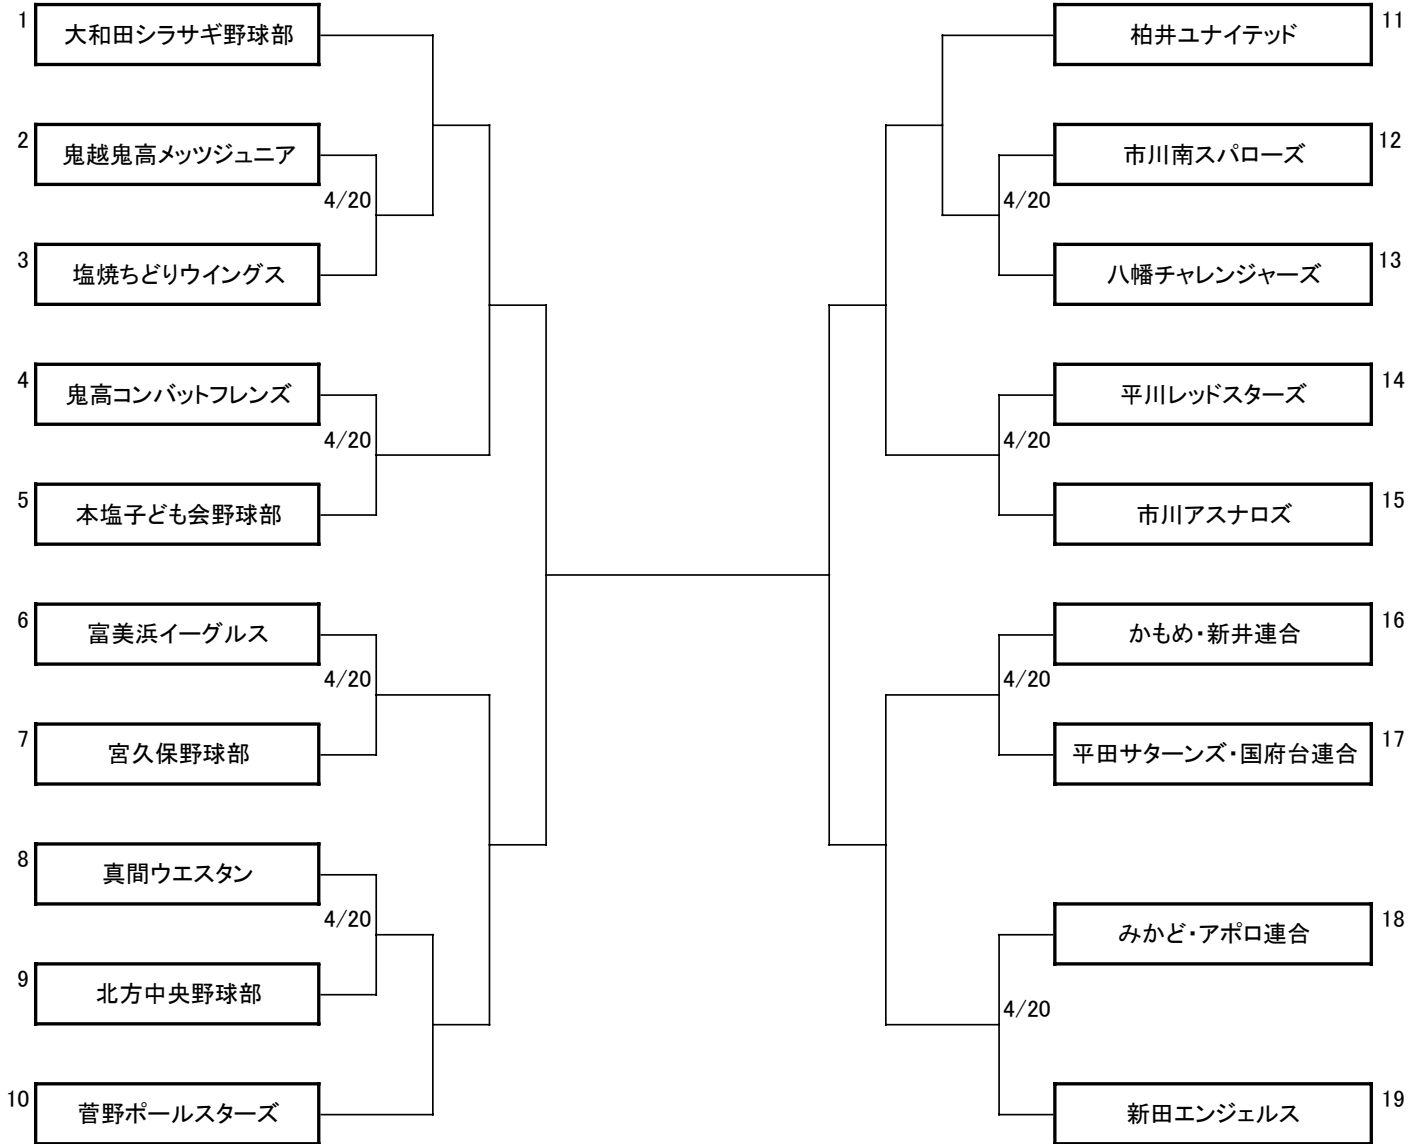 1
大和田シラサギ野球部
2
鬼越鬼高メッツジュニア
4/20
3
塩焼ちどりウイングス
4
鬼高コンバットフレンズ
4/20
5
本塩子ども会野球部
6
富美浜イーグルス
4/20
7
宮久保野球部
8
真間ウエスタン
4/20
9
北方中央野球部
10
菅野ポールスターズ
柏井ユナイテッド
11
市川南スパローズ
12
4/20
八幡チャレンジャーズ
13
平川レッドスターズ
14
4/20
市川アスナロズ
15
かもめ・新井連合
16
4/20
平田サターンズ・国府台連合
17
みかど・アポロ連合
18
4/20
新田エンジェルス
19